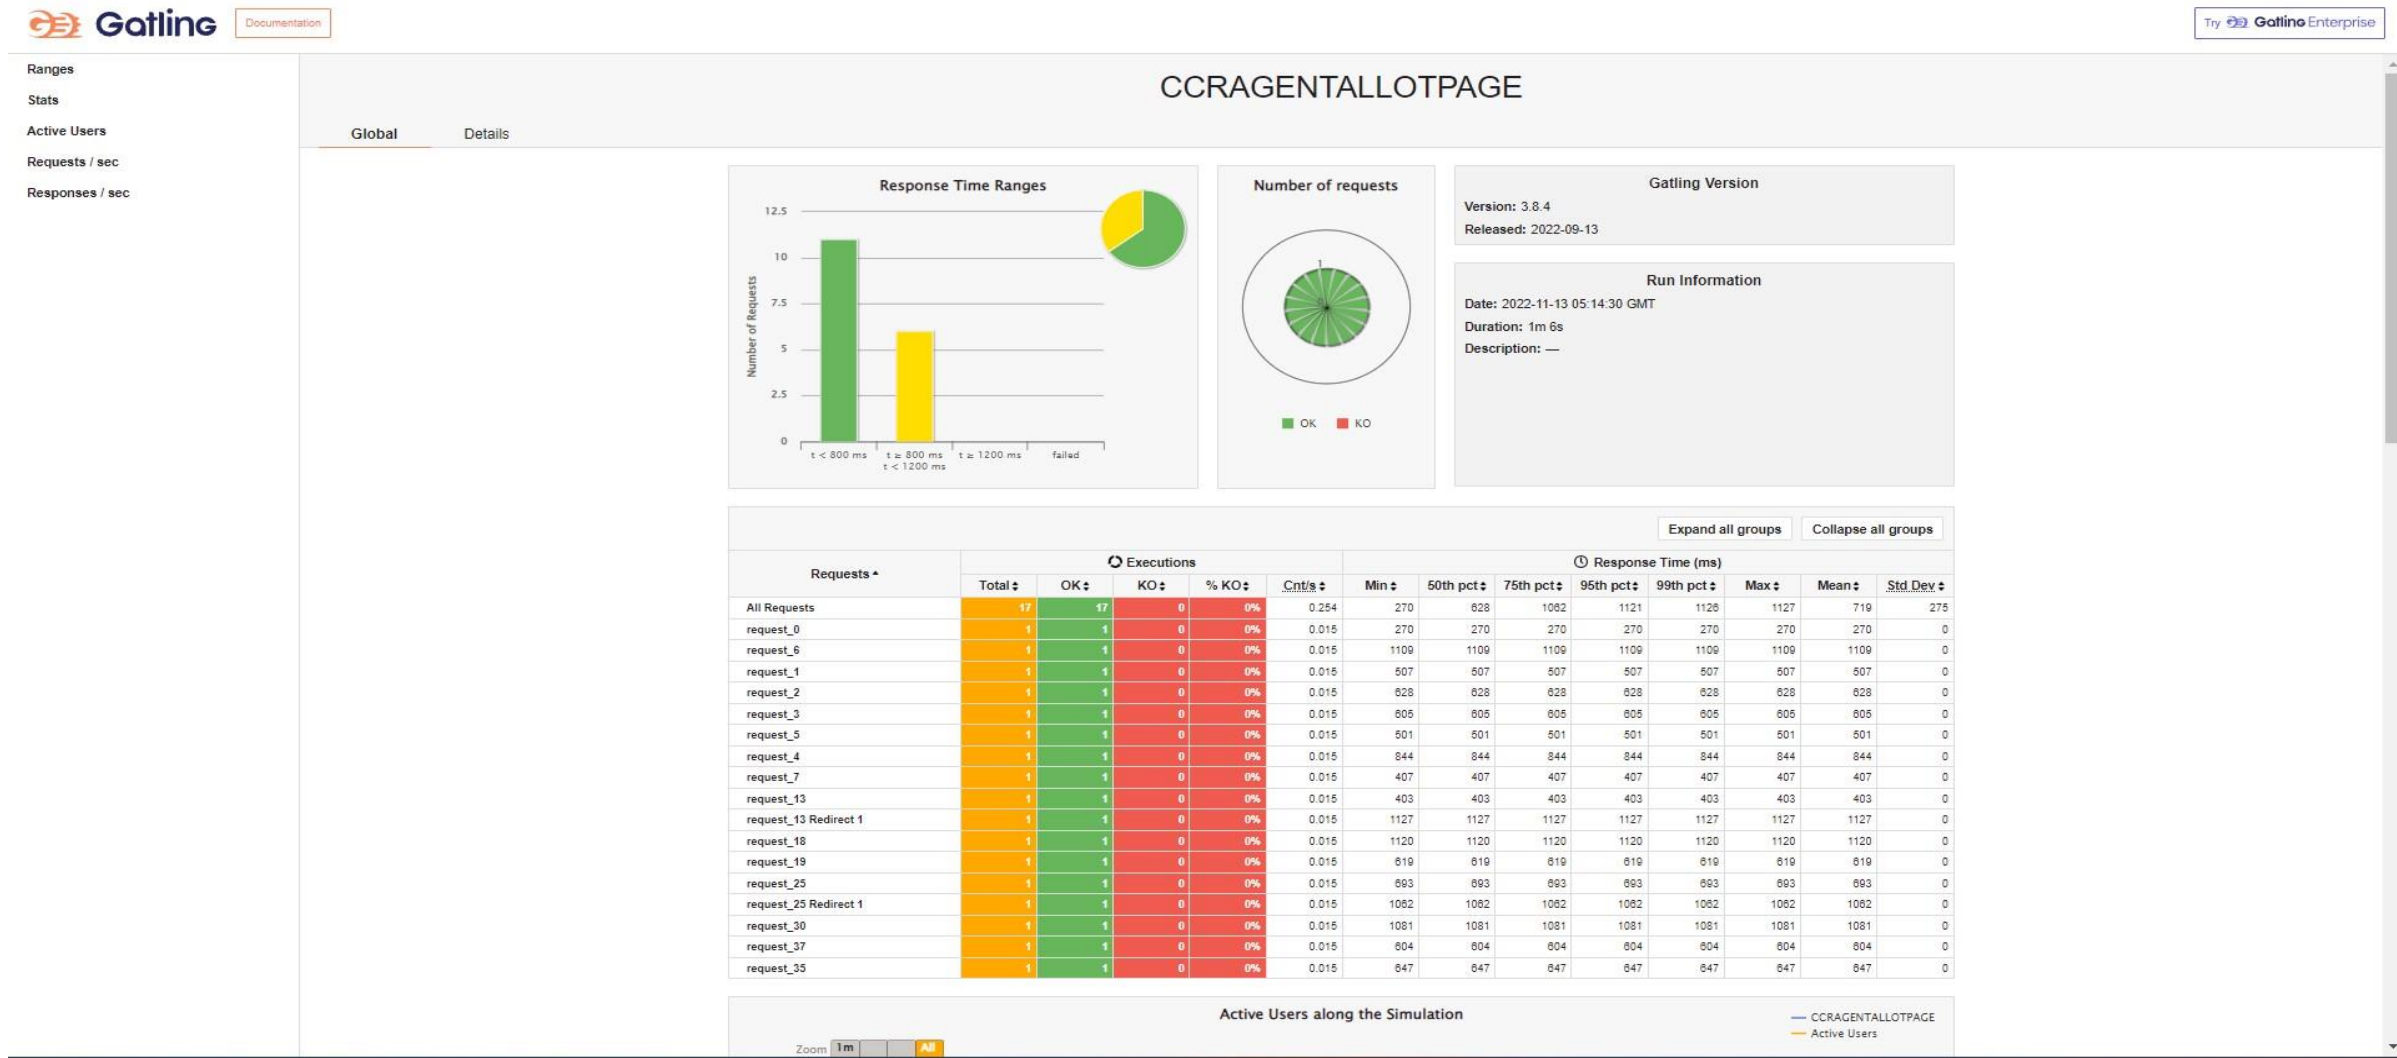 Gatling Documentation Try Gatling Enterprise
Ranges
Stats
Active Users
Requests / sec
Responses / sec
CCRAGENTALLOTPAGE
Global Details
Response Time Ranges
12.5
10
7.5
5
2.5
0
Number of Requests
t < 800 ms
t ≥ 800 ms
t < 1200 ms
t ≥ 1200 ms
failed
Number of requests
1
0
OK KO
Gatling Version
Version: 3.8.4
Released: 2022-09-13
Run Information
Date: 2022-11-13 05:14:30 GMT
Duration: 1m 6s
Description: —
Expand all groups Collapse all groups
Requests Executions Response Time (ms)
Total OK KO % KO Cnt/s Min 50th pct 75th pct 95th pct 99th pct Max Mean Std Dev
All Requests 17 17 0 0% 0.254 270 628 1062 1121 1126 1127 719 275
request_0 1 1 0 0% 0.015 270 270 270 270 270 270 270 0
request_6 1 1 0 0% 0.015 1109 1109 1109 1109 1109 1109 1109 0
request_1 1 1 0 0% 0.015 507 507 507 507 507 507 507 0
request_2 1 1 0 0% 0.015 628 628 628 628 628 628 628 0
request_3 1 1 0 0% 0.015 605 605 605 605 605 605 605 0
request_5 1 1 0 0% 0.015 501 501 501 501 501 501 501 0
request_4 1 1 0 0% 0.015 844 844 844 844 844 844 844 0
request_7 1 1 0 0% 0.015 407 407 407 407 407 407 407 0
request_13 1 1 0 0% 0.015 403 403 403 403 403 403 403 0
request_13 Redirect 1 1 1 0 0% 0.015 1127 1127 1127 1127 1127 1127 1127 0
request_18 1 1 0 0% 0.015 1120 1120 1120 1120 1120 1120 1120 0
request_19 1 1 0 0% 0.015 619 619 619 619 619 619 619 0
request_25 1 1 0 0% 0.015 693 693 693 693 693 693 693 0
request_25 Redirect 1 1 1 0 0% 0.015 1062 1062 1062 1062 1062 1062 1062 0
request_30 1 1 0 0% 0.015 1081 1081 1081 1081 1081 1081 1081 0
request_37 1 1 0 0% 0.015 604 604 604 604 604 604 604 0
request_35 1 1 0 0% 0.015 647 647 647 647 647 647 647 0
Active Users along the Simulation
CCRAGENTALLOTPAGE
Active Users
Zoom 1m All